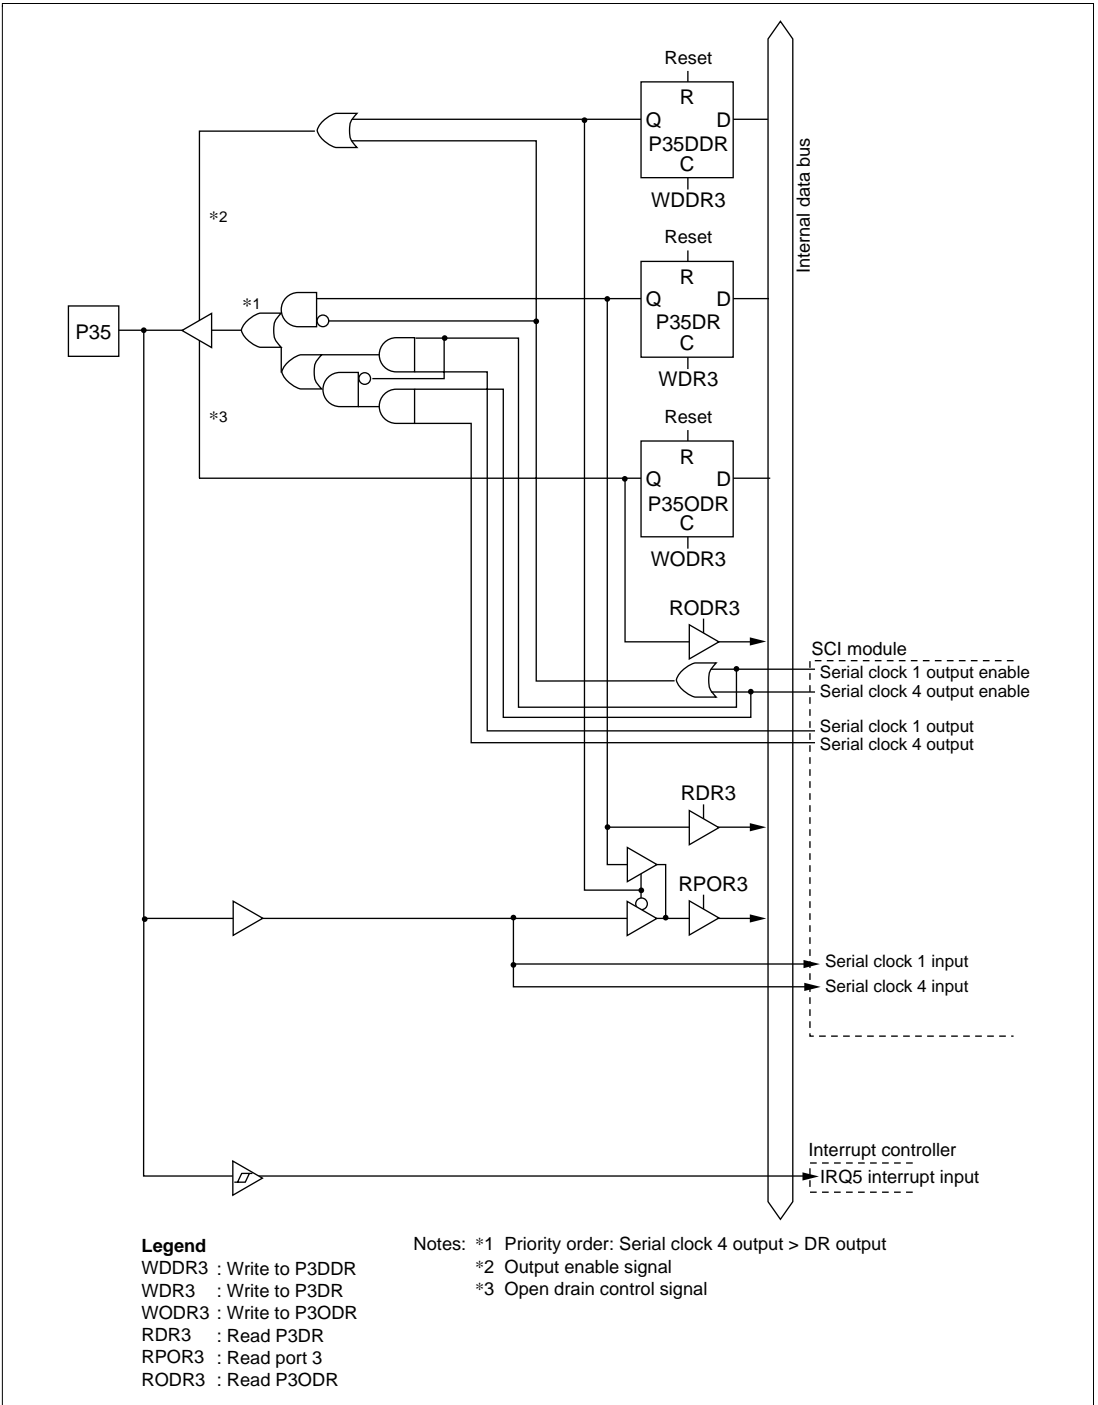 Reset
R
Q D
P35DDR
C
WDDR3
Internal data bus
*2
Reset
R
Q D
P35DR
C
WDR3
*1
P35
*3
Reset
R
Q D
P35ODR
C
WODR3
RODR3
SCI module
Serial clock 1 output enable
Serial clock 4 output enable
Serial clock 1 output
Serial clock 4 output
RDR3
RPOR3
Serial clock 1 input
Serial clock 4 input
Interrupt controller
IRQ5 interrupt input
Legend
WDDR3 : Write to P3DDR
WDR3 : Write to P3DR
WODR3 : Write to P3ODR
RDR3 : Read P3DR
RPOR3 : Read port 3
RODR3 : Read P3ODR
Notes: *1 Priority order: Serial clock 4 output > DR output
*2 Output enable signal
*3 Open drain control signal